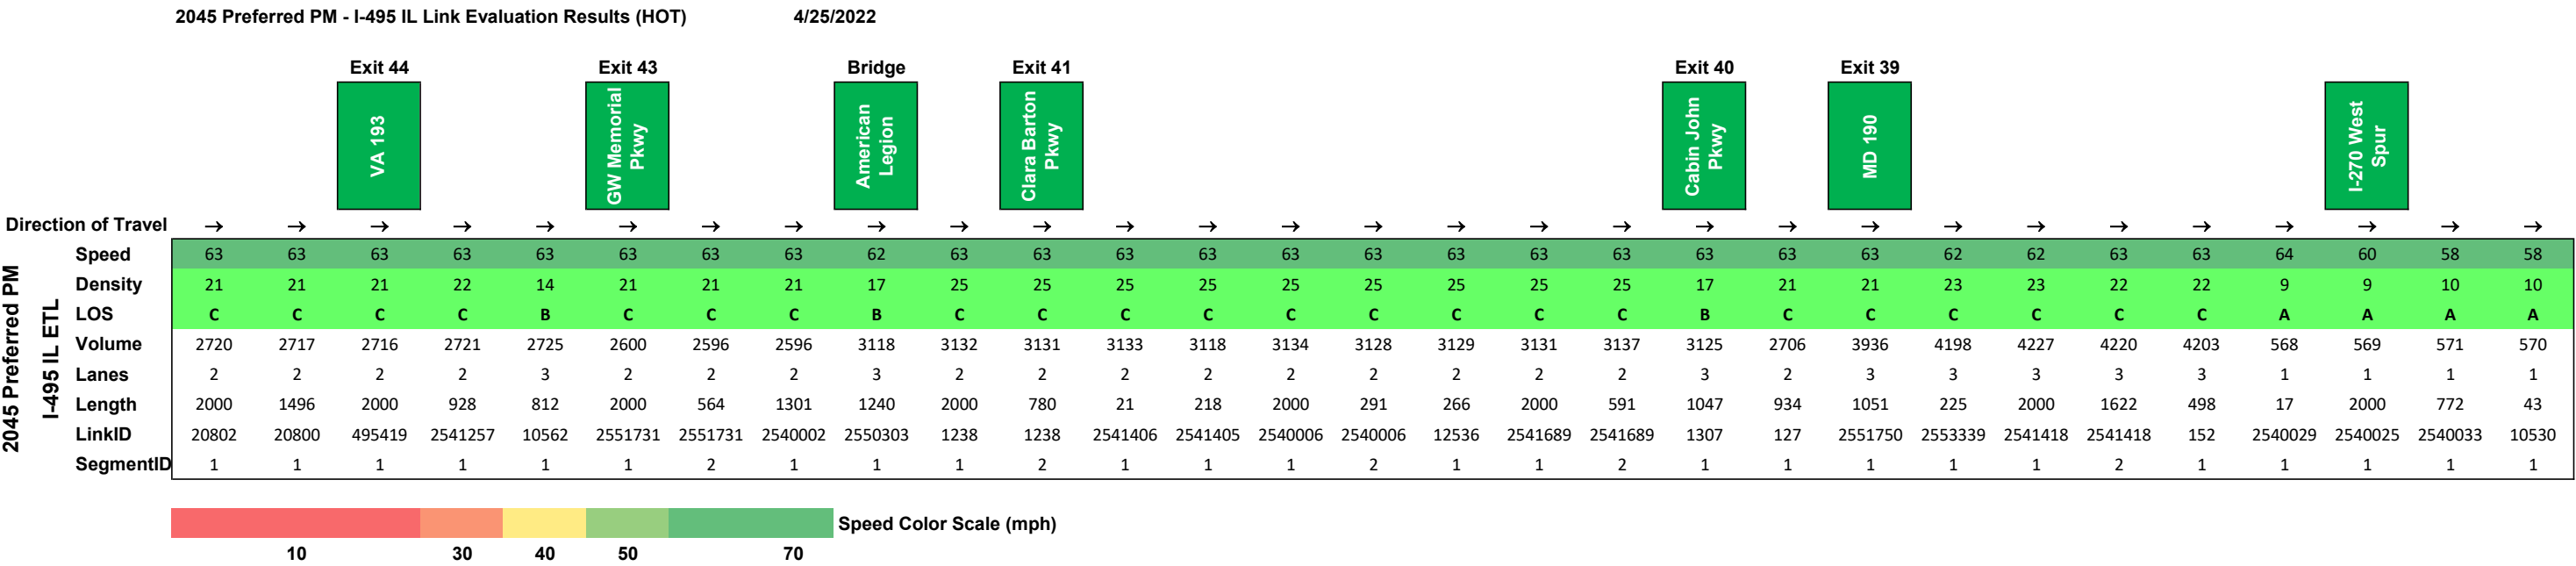 2045 Preferred PM - I-495 IL Link Evaluation Results (HOT) 4/25/2022
Exit 44 Exit 43 Bridge Exit 41 Exit 40 Exit 39
VA 193
GW Memorial
Pkwy
American
Legion
Clara Barton
Pkwy
Cabin John
Pkwy
MD 190
I-270 West
Spur
Direction of Travel → → → → → → → → → → → → → → → → → → → → → → → → → → → → →
2045 Preferred PM
I-495 IL ETL
Speed 63 63 63 63 63 63 63 63 62 63 63 63 63 63 63 63 63 63 63 63 63 62 62 63 63 64 60 58 58
Density 21 21 21 22 14 21 21 21 17 25 25 25 25 25 25 25 25 25 17 21 21 23 23 22 22 9 9 10 10
LOS C C C C B C C C B C C C C C C C C C B C C C C C C A A A A
Volume 2720 2717 2716 2721 2725 2600 2596 2596 3118 3132 3131 3133 3118 3134 3128 3129 3131 3137 3125 2706 3936 4198 4227 4220 4203 568 569 571 570
Lanes 2 2 2 2 3 2 2 2 3 2 2 2 2 2 2 2 2 2 3 2 3 3 3 3 3 1 1 1 1
Length 2000 1496 2000 928 812 2000 564 1301 1240 2000 780 21 218 2000 291 266 2000 591 1047 934 1051 225 2000 1622 498 17 2000 772 43
LinkID 20802 20800 495419 2541257 10562 2551731 2551731 2540002 2550303 1238 1238 2541406 2541405 2540006 2540006 12536 2541689 2541689 1307 127 2551750 2553339 2541418 2541418 152 2540029 2540025 2540033 10530
SegmentID 1 1 1 1 1 1 2 1 1 1 2 1 1 1 2 1 1 2 1 1 1 1 1 2 1 1 1 1 1
Speed Color Scale (mph)
10 30 40 50 70